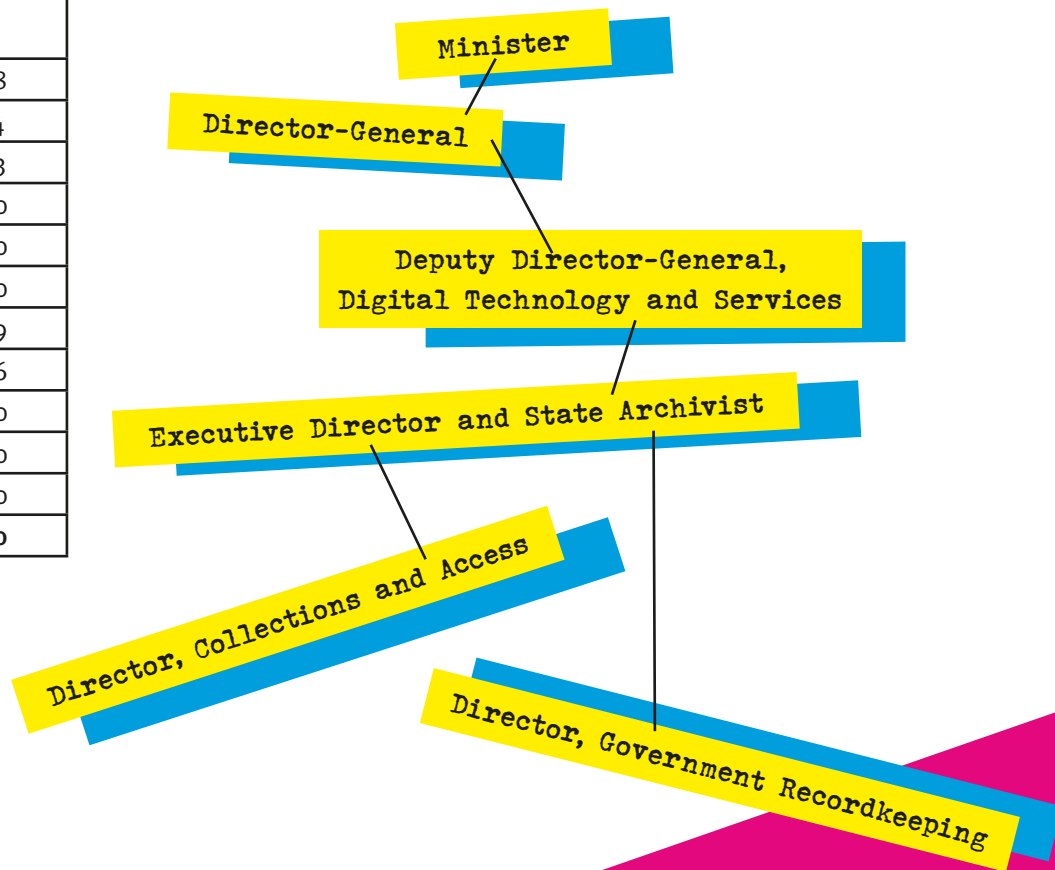 Minister
Director-General
Deputy Director-General,
Digital Technology and Services
Executive Director and State Archivist
Director, Collections and Access
Director, Government Recordkeeping